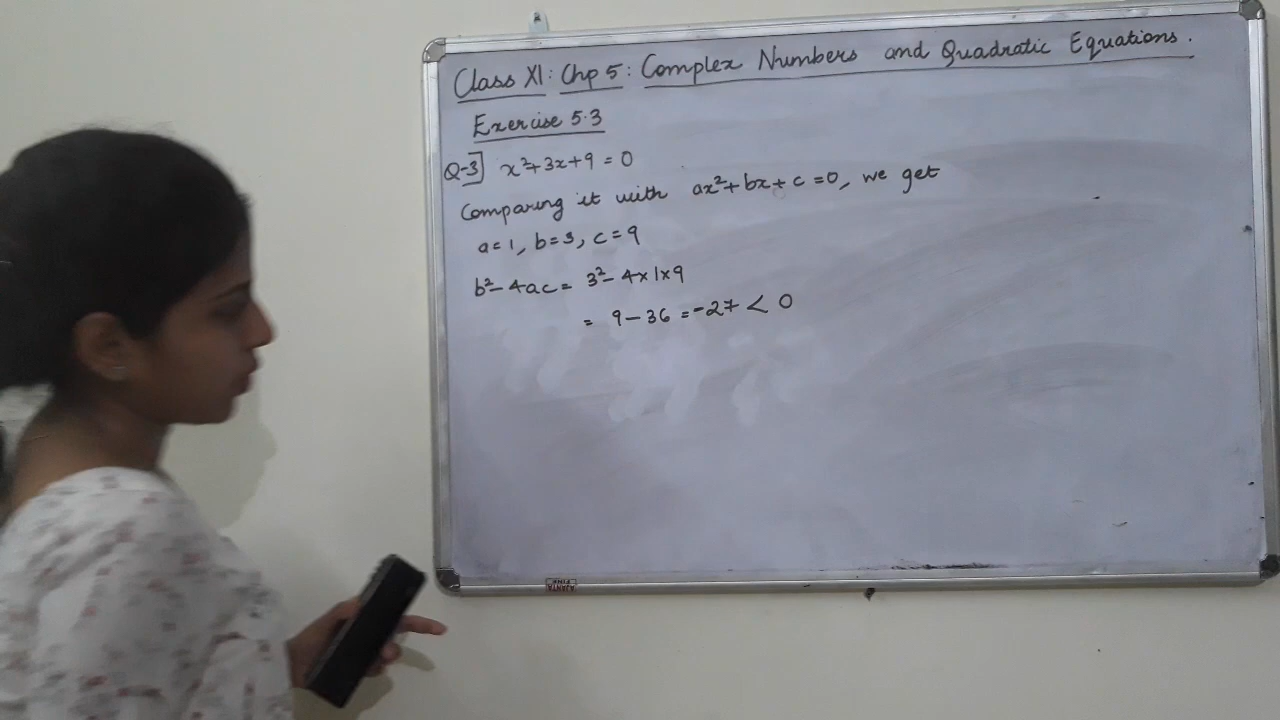 Class XI: Chp 5: Complex Numbers and Quadratic Equations.
Exercise 5.3
Q-3] x²+3x+9=0
Comparing it with ax²+bx+c=0, we get
a=1, b=3, c=9
b²-4ac = 3²-4×1×9
= 9-36 = -27 < 0
AJANTA